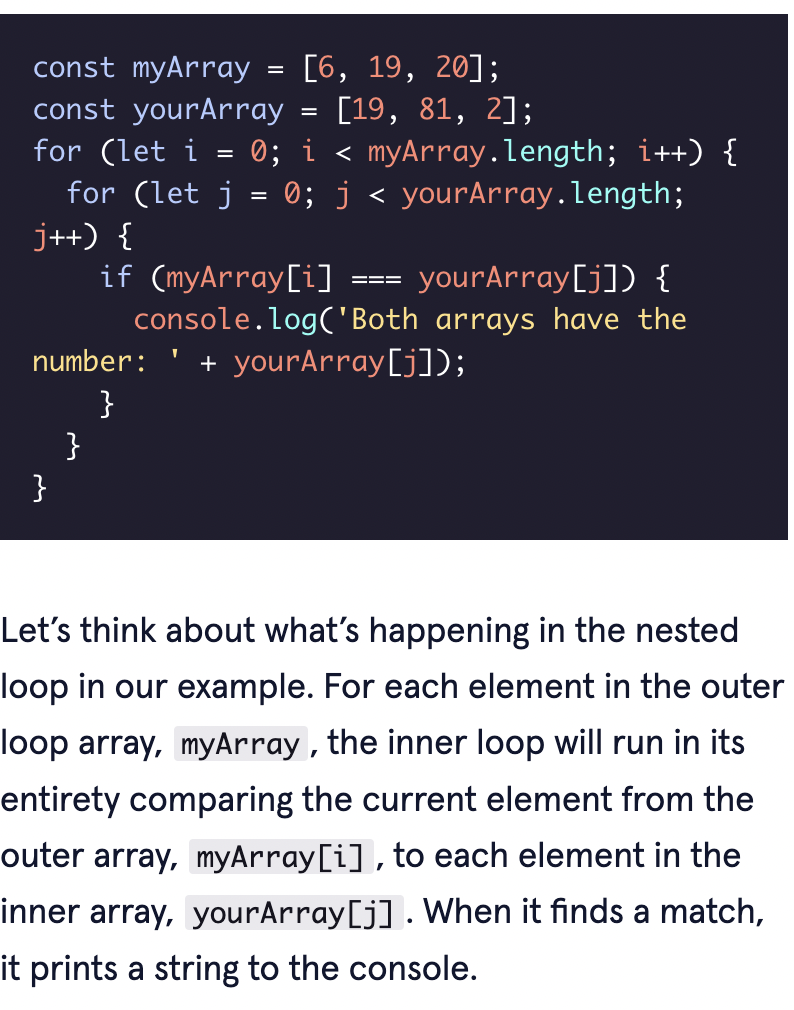 const myArray = [6, 19, 20];
const yourArray = [19, 81, 2];
for (let i = 0; i < myArray.length; i++) {
  for (let j = 0; j < yourArray.length;
j++) {
    if (myArray[i] === yourArray[j]) {
      console.log('Both arrays have the
number: ' + yourArray[j]);
    }
  }
}
Let’s think about what’s happening in the nested
loop in our example. For each element in the outer
loop array, myArray , the inner loop will run in its
entirety comparing the current element from the
outer array, myArray[i] , to each element in the
inner array, yourArray[j] . When it finds a match,
it prints a string to the console.